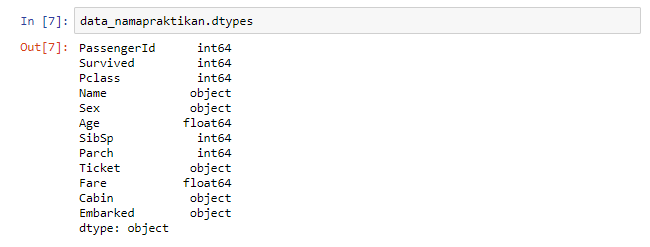 In [7]: data_namapraktikan.dtypes
Out[7]: PassengerId      int64
Survived         int64
Pclass           int64
Name            object
Sex             object
Age            float64
SibSp            int64
Parch            int64
Ticket          object
Fare           float64
Cabin           object
Embarked        object
dtype: object